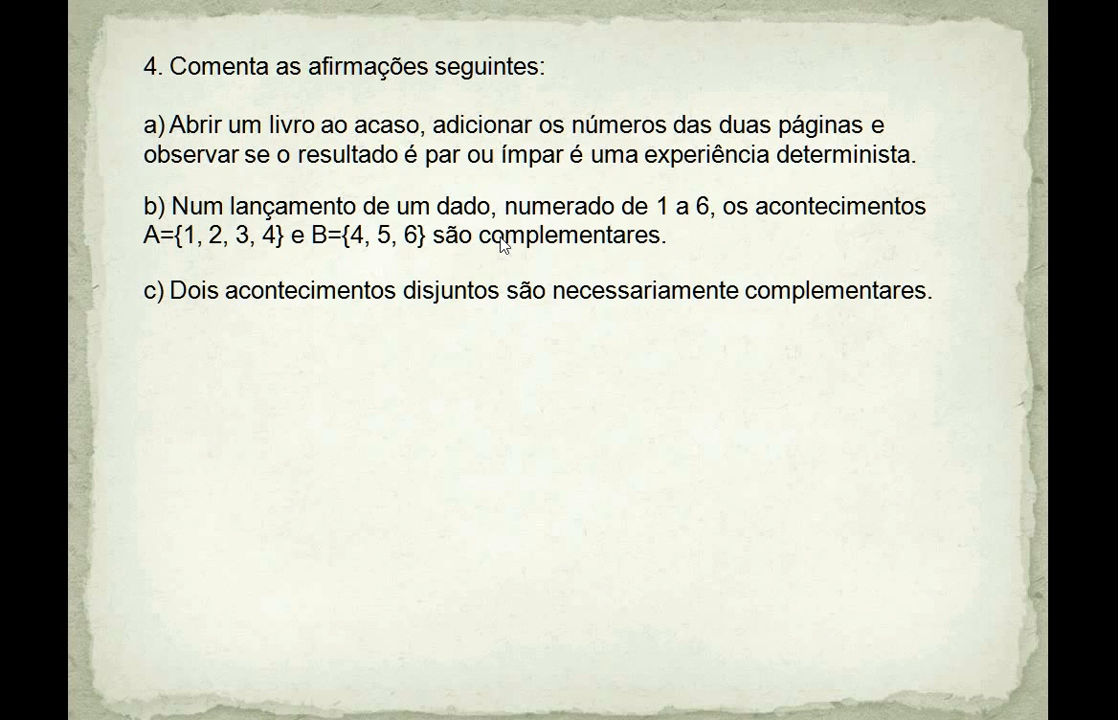 4. Comenta as afirmações seguintes:
a) Abrir um livro ao acaso, adicionar os números das duas páginas e
observar se o resultado é par ou ímpar é uma experiência determinista.
b) Num lançamento de um dado, numerado de 1 a 6, os acontecimentos
A={1, 2, 3, 4} e B={4, 5, 6} são complementares.
c) Dois acontecimentos disjuntos são necessariamente complementares.